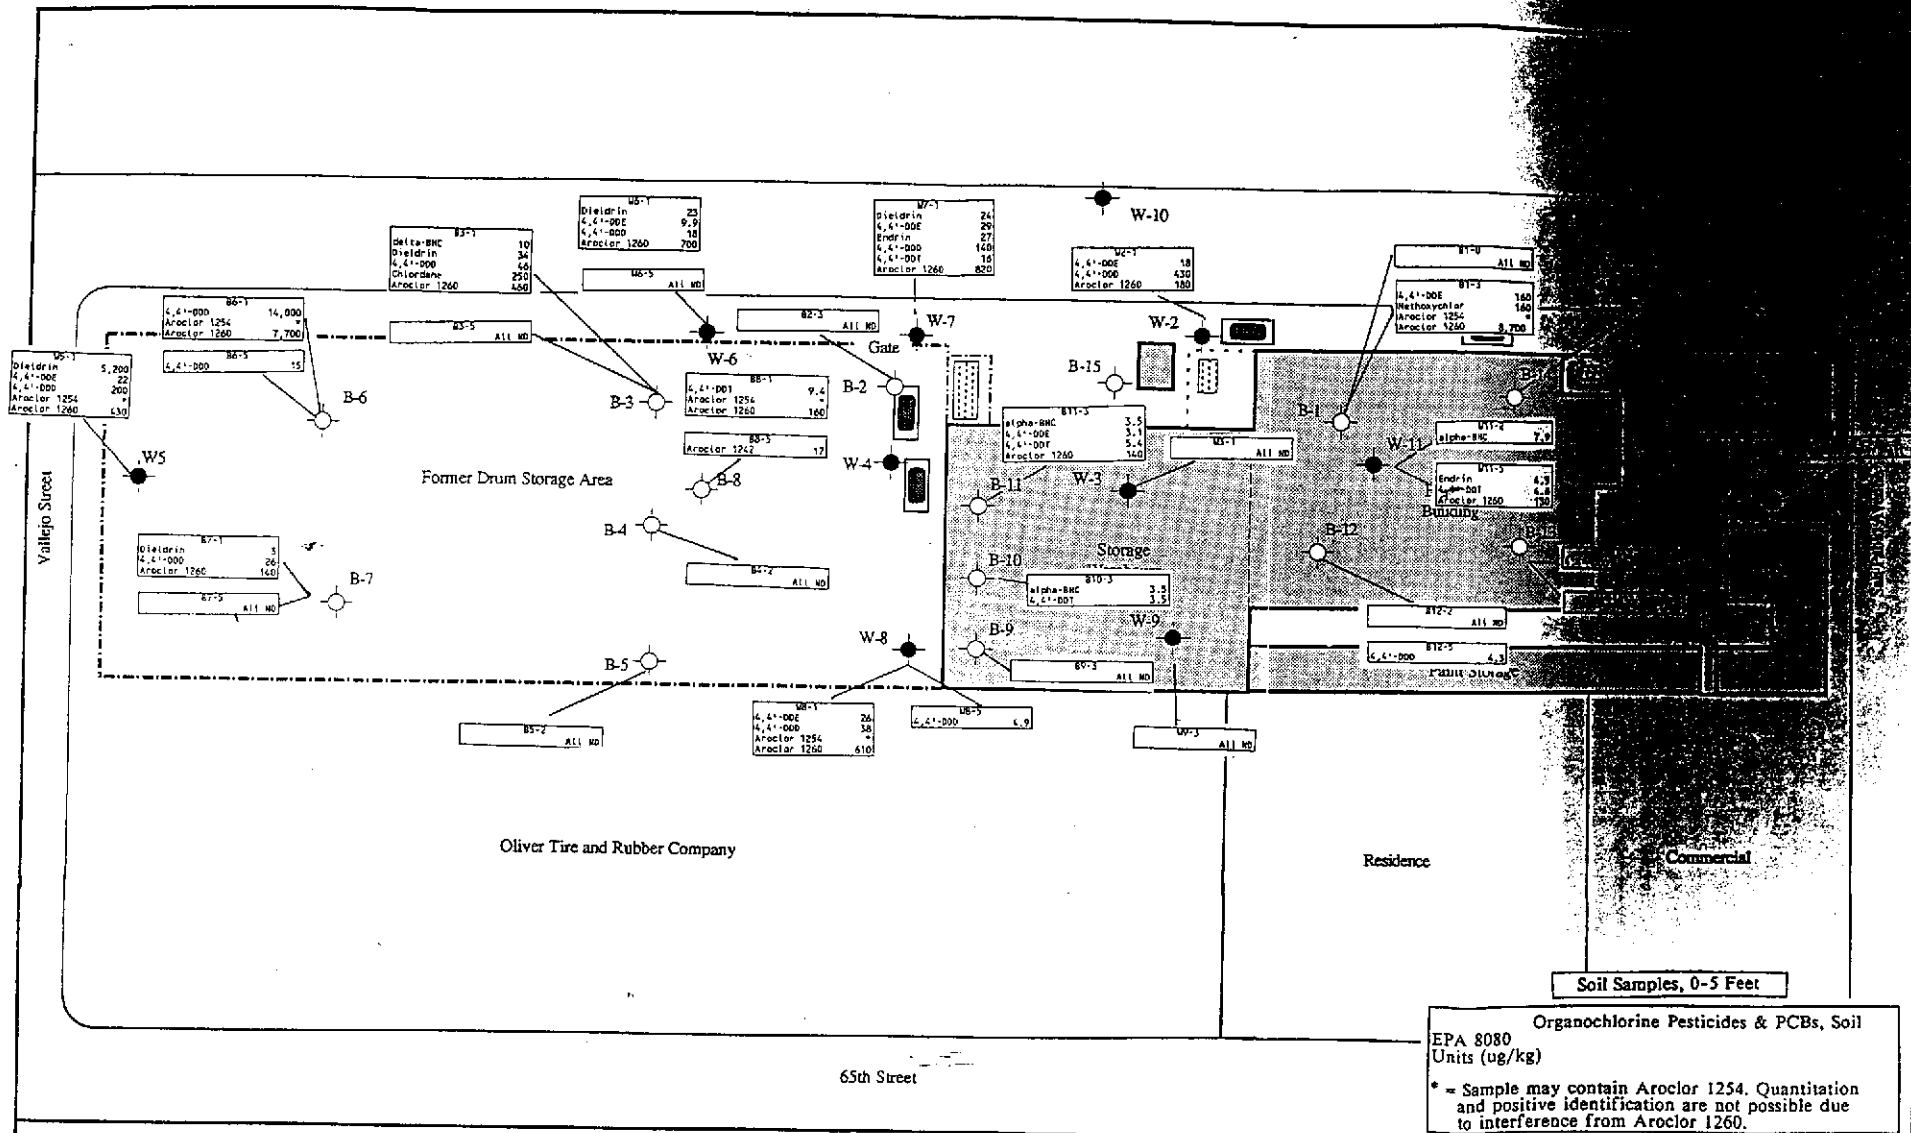 W-10
W6-1
Dieldrin 23
4,4'-DDE 9.9
4,4'-DDD 18
Aroclor 1260 700
W7-1
Dieldrin 24
4,4'-DDE 29
Endrin 27
4,4'-DDD 140
4,4'-DDT 16
Aroclor 1260 820
B3-1
delta-BHC 10
Dieldrin 34
4,4'-DDD 46
Chlordane 250
Aroclor 1260 460
W6-5
All ND
W2-1
4,4'-DDE 18
4,4'-DDD 430
Aroclor 1260 180
B1-0
All ND
B1-3
4,4'-DDE 160
Methoxychlor 160
Aroclor 1254 *
Aroclor 1260 8,700
B6-1
4,4'-DDD 14,000
Aroclor 1254 *
Aroclor 1260 7,700
B3-5
All ND
B2-3
All ND
W-7
W-2
W-6
Gate
W5-1
Dieldrin 5,200
4,4'-DDE 22
4,4'-DDD 200
Aroclor 1254 *
Aroclor 1260 430
B6-5
4,4'-DDD 15
B-6
B-3
B8-1
4,4'-DDT 9.4
Aroclor 1254 *
Aroclor 1260 160
B-2
B-15
B-1
B11-3
alpha-BHC 3.5
4,4'-DDE 3.1
4,4'-DDT 5.4
Aroclor 1260 140
W3-1
All ND
W11-2
alpha-BHC 7.9
B8-5
Aroclor 1242 17
W5
Former Drum Storage Area
B-8
W-4
B-11
W-3
W-11
W11-5
Endrin
4,4'-DDT
Aroclor 1260 130
Building
Vallejo Street
B-4
B-12
B-13
B7-1
Dieldrin 3
4,4'-DDD 26
Aroclor 1260 140
B-7
B7-5
All ND
B4-2
All ND
B-10
Storage
B10-3
alpha-BHC 3.5
4,4'-DDT 3.5
B12-2
All ND
B-5
W-8
B-9
W-9
B9-3
All ND
B12-5
4,4'-DDD 4.3
Paint Storage
B5-2
All ND
W8-1
4,4'-DDE 26
4,4'-DDD 38
Aroclor 1254 *
Aroclor 1260 610
W8-5
4,4'-DDD 4.9
W9-3
All ND
Oliver Tire and Rubber Company
Residence
Commercial
Soil Samples, 0-5 Feet
Organochlorine Pesticides & PCBs, Soil
EPA 8080
Units (ug/kg)
* = Sample may contain Aroclor 1254. Quantitation
and positive identification are not possible due
to interference from Aroclor 1260.
65th Street